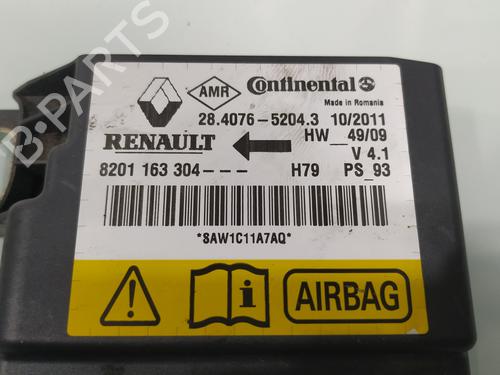 B-PARTS
AMR
Continental
Made in Romania
28.4076-5204.3 10/2011
RENAULT
HW__49/09
V 4.1
8201 163 304--- H79 PS_93
*SAW1C11A7AQ*
AIRBAG